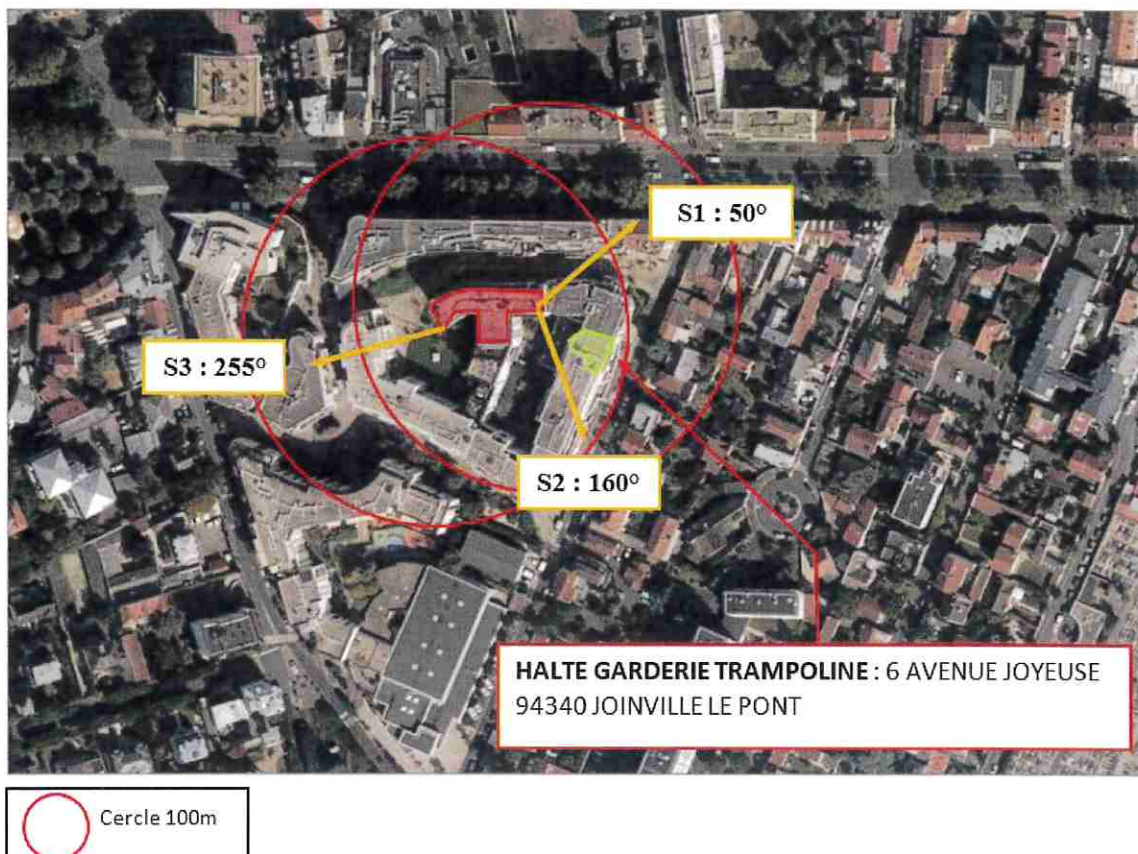 S1 : 50°
S3 : 255°
S2 : 160°
HALTE GARDERIE TRAMPOLINE : 6 AVENUE JOYEUSE
94340 JOINVILLE LE PONT
Cercle 100m